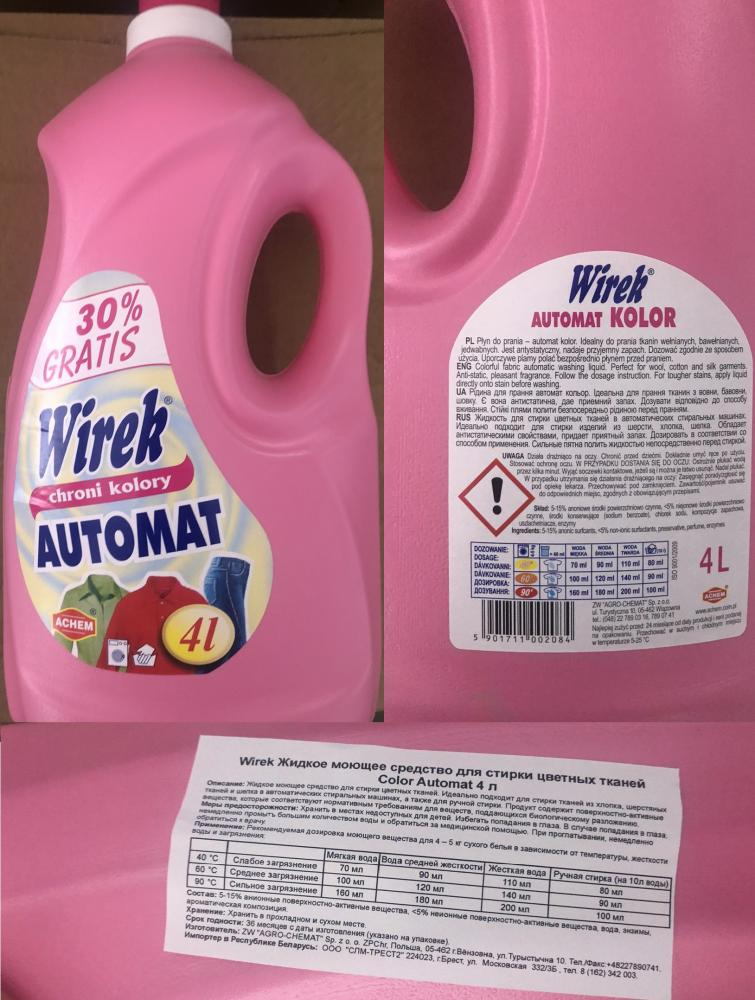 30%
GRATIS
Wirek®
chroni kolory
AUTOMAT
ACHEM®
4l
Wirek®
AUTOMAT KOLOR
PL Płyn do prania – automat kolor. Idealny do prania tkanin wełnianych, bawełnianych,
jedwabnych. Jest antystatyczny, nadaje przyjemny zapach. Dozować zgodnie ze sposobem
użycia. Uporczywe plamy polać bezpośrednio płynem przed praniem.
ENG Colorful fabric automatic washing liquid. Perfect for wool, cotton and silk garments.
Anti-static, pleasant fragrance. Follow the dosage instruction. For tougher stains, apply liquid
directly onto stain before washing.
UA Рідина для прання автомат кольор. Ідеальна для прання тканин з вовни, бавовни,
шовку. Є вона антистатична, дає приємний запах. Дозувати відповідно до способу
вживання. Стійкі плями полити безпосередньо рідиною перед пранням.
RUS Жидкость для стирки цветных тканей в автоматических стиральных машинах.
Идеально подходит для стирки изделий из шерсти, хлопка, шелка. Обладает
антистатическими свойствами, придает приятный запах. Дозировать в соответствии со
способом применения. Сильные пятна полить жидкостью непосредственно перед стиркой.
UWAGA Działa drażniąco na oczy. Chronić przed dziećmi. Dokładnie umyć ręce po użyciu.
Stosować ochronę oczu. W PRZYPADKU DOSTANIA SIĘ DO OCZU: Ostrożnie płukać wodą
przez kilka minut. Wyjąć soczewki kontaktowe, jeżeli są i można je łatwo usunąć. Nadal płukać.
W przypadku utrzymania się działania drażniącego na oczy: Zasięgnąć porady/zgłosić się
pod opiekę lekarza. Przechowywać pod zamknięciem. Zawartość/pojemnik usuwać
do odpowiednich miejsc, zgodnych z obowiązującym przepisami.
Skład: 5-15% anionowe środki powierzchniowo czynne, <5% niejonowe środki powierzchniowo
czynne, środki konserwujące (sodium benzoate), chlorek sodu, kompozycja zapachowa,
uszlachetniacze, enzymy
Ingredients: 5-15% anionic surfcants, <5% non-ionic surfactants, preservative, perfume, enzymes
DOZOWANIE: WODA MIĘKKA WODA ŚREDNIA WODA TWARDA
DOSAGE:
DÁVKOVANNÍ: 40° 70 ml 90 ml 110 ml 80 ml
DÁVKOVANIE:
ДОЗИРОВКА: 60° 100 ml 120 ml 140 ml 90 ml
ДОЗУВАННЯ: 90° 160 ml 180 ml 200 ml 100 ml
ISO 9001/2009
4L
5 901711 002084
ZW "AGRO-CHEMAT" Sp. z o.o.
ul. Turystyczna 10, 05-462 Wiązowna
tel.: (048) 22 789 03 16, 789 07 41
ACHEM
www.achem.com.pl
Najlepiej zużyć przed: 24 miesiące od daty produkcji i serii podanej
na opakowaniu. Przechować w suchym i chłodnym miejscu
w temperaturze 5-25 °C
Wirek Жидкое моющее средство для стирки цветных тканей
Color Automat 4 л
Описание: Жидкое моющее средство для стирки цветных тканей. Идеально подходит для стирки тканей из хлопка, шерстяных
тканей и шелка в автоматических стиральных машинах, а также для ручной стирки. Продукт содержит поверхностно-активные
вещества, которые соответствуют нормативным требованиям для веществ, поддающихся биологическому разложению.
Меры предосторожности: Хранить в местах недоступных для детей. Избегать попадания в глаза. В случае попадания в глаза,
немедленно промыть большим количеством воды и обратиться за медицинской помощью. При проглатывании, немедленно
обратиться к врачу.
Применение: Рекомендуемая дозировка моющего вещества для 4 – 5 кг сухого белья в зависимости от температуры, жесткости
воды и загрязнения:
Мягкая вода Вода средней жесткости Жесткая вода Ручная стирка (на 10л воды)
40 °C Слабое загрязнение 70 мл 90 мл 110 мл 80 мл
60 °C Среднее загрязнение 100 мл 120 мл 140 мл 90 мл
90 °C Сильное загрязнение 160 мл 180 мл 200 мл 100 мл
Состав: 5-15% анионные поверхностно-активные вещества, <5% неионные поверхностно-активные вещества, вода, энзимы,
ароматическая композиция.
Хранение: Хранить в прохладном и сухом месте.
Срок годности: 36 месяцев с даты изготовления (указано на упаковке).
Изготовитель: ZW "AGRO-CHEMAT" Sp. z o. o. ZPChr, Польша, 05-462 г.Вёнзовна, ул.Турыстычна 10. Тел./Факс:+48227890741.
Импортер в Республике Беларусь: ООО "СЛМ-ТРЕСТ2" 224023, г.Брест, ул. Московская 332/3Б , тел. 8 (162) 342 003.